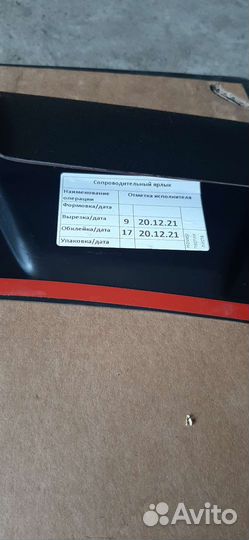 Сопроводительный ярлык
Наименование операции Отметка исполнителя
Формовка/дата
Вырезка/дата 9 20.12.21
Обклейка/дата 17 20.12.21
Упаковка/дата
Avito